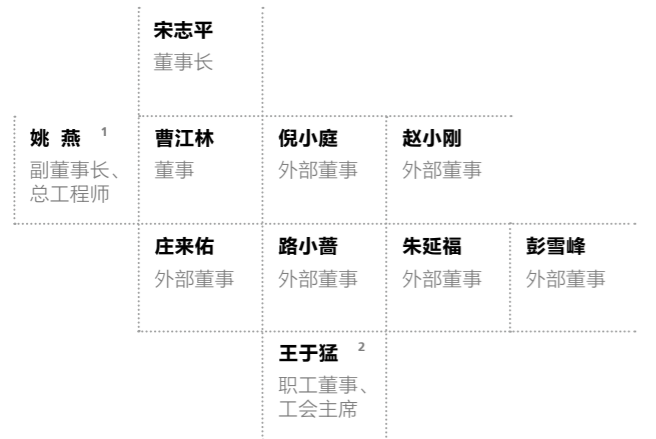 宋志平
董事长
姚 燕 1
副董事长、
总工程师
曹江林
董事
倪小庭
外部董事
赵小刚
外部董事
庄来佑
外部董事
路小蔷
外部董事
朱延福
外部董事
彭雪峰
外部董事
王于猛 2
职工董事、
工会主席